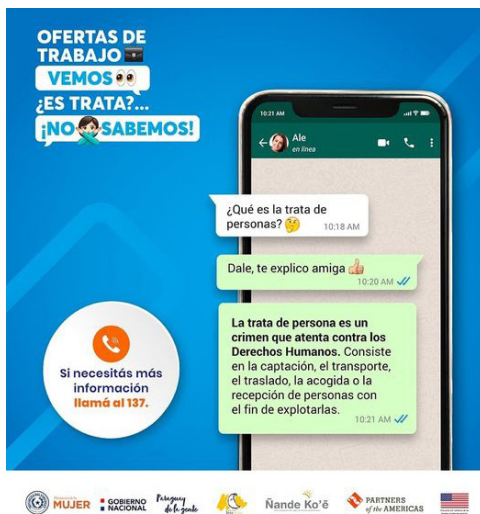 OFERTAS DE
TRABAJO
VEMOS
¿ES TRATA?...
¡NO SABEMOS!
10:21 AM
Ale
en línea
¿Qué es la trata de
personas?
10:18 AM
Dale, te explico amiga
10:20 AM
La trata de persona es un
crimen que atenta contra los
Derechos Humanos. Consiste
en la captación, el transporte,
el traslado, la acogida o la
recepción de personas con
el fin de explotarlas.
10:21 AM
Si necesitás más
información
llamá al 137.
MUJER
GOBIERNO
NACIONAL
Paraguay
de la gente
Ñande Ko'ẽ
PARTNERS
of the AMERICAS